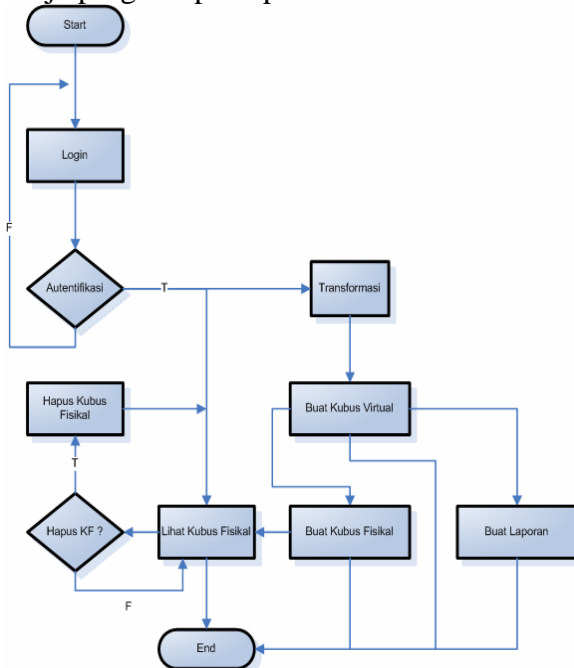 Start
Login
F
Autentifikasi
T
Transformasi
Hapus Kubus
Fisikal
Buat Kubus Virtual
T
Hapus KF ?
Lihat Kubus Fisikal
Buat Kubus Fisikal
Buat Laporan
F
End